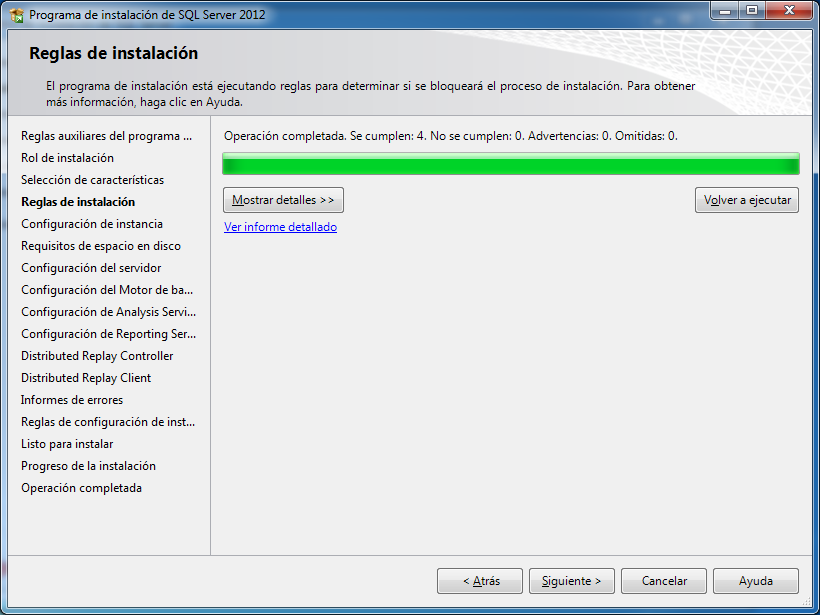 Programa de instalación de SQL Server 2012
Reglas de instalación
El programa de instalación está ejecutando reglas para determinar si se bloqueará el proceso de instalación. Para obtener
más información, haga clic en Ayuda.
Reglas auxiliares del programa ...
Rol de instalación
Selección de características
Reglas de instalación
Configuración de instancia
Requisitos de espacio en disco
Configuración del servidor
Configuración del Motor de ba...
Configuración de Analysis Servi...
Configuración de Reporting Ser...
Distributed Replay Controller
Distributed Replay Client
Informes de errores
Reglas de configuración de inst...
Listo para instalar
Progreso de la instalación
Operación completada
Operación completada. Se cumplen: 4. No se cumplen: 0. Advertencias: 0. Omitidas: 0.
Mostrar detalles >>
Volver a ejecutar
Ver informe detallado
< Atrás
Siguiente >
Cancelar
Ayuda